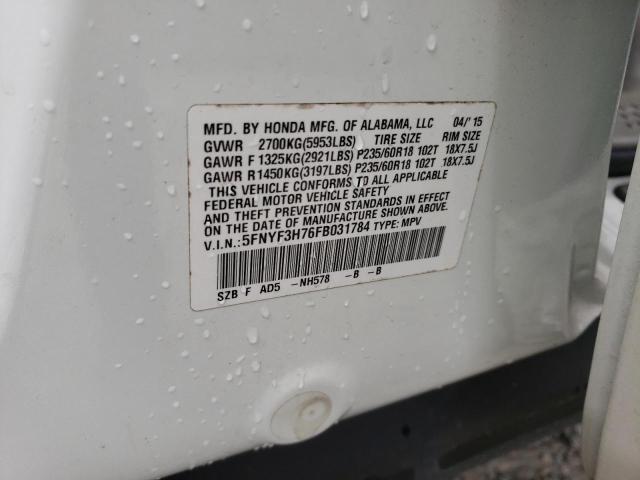 MFD. BY HONDA MFG. OF ALABAMA, LLC 04/'15
GVWR 2700KG(5953LBS) TIRE SIZE RIM SIZE
GAWR F 1325KG(2921LBS) P235/60R18 102T 18X7.5J
GAWR R 1450KG(3197LBS) P235/60R18 102T 18X7.5J
THIS VEHICLE CONFORMS TO ALL APPLICABLE
FEDERAL MOTOR VEHICLE SAFETY
AND THEFT PREVENTION STANDARDS IN EFFECT
ON THE DATE OF MANUFACTURE SHOWN ABOVE.
V.I.N.: 5FNYF3H76FB031784 TYPE: MPV
SZB F AD5 -NH578 -B -B